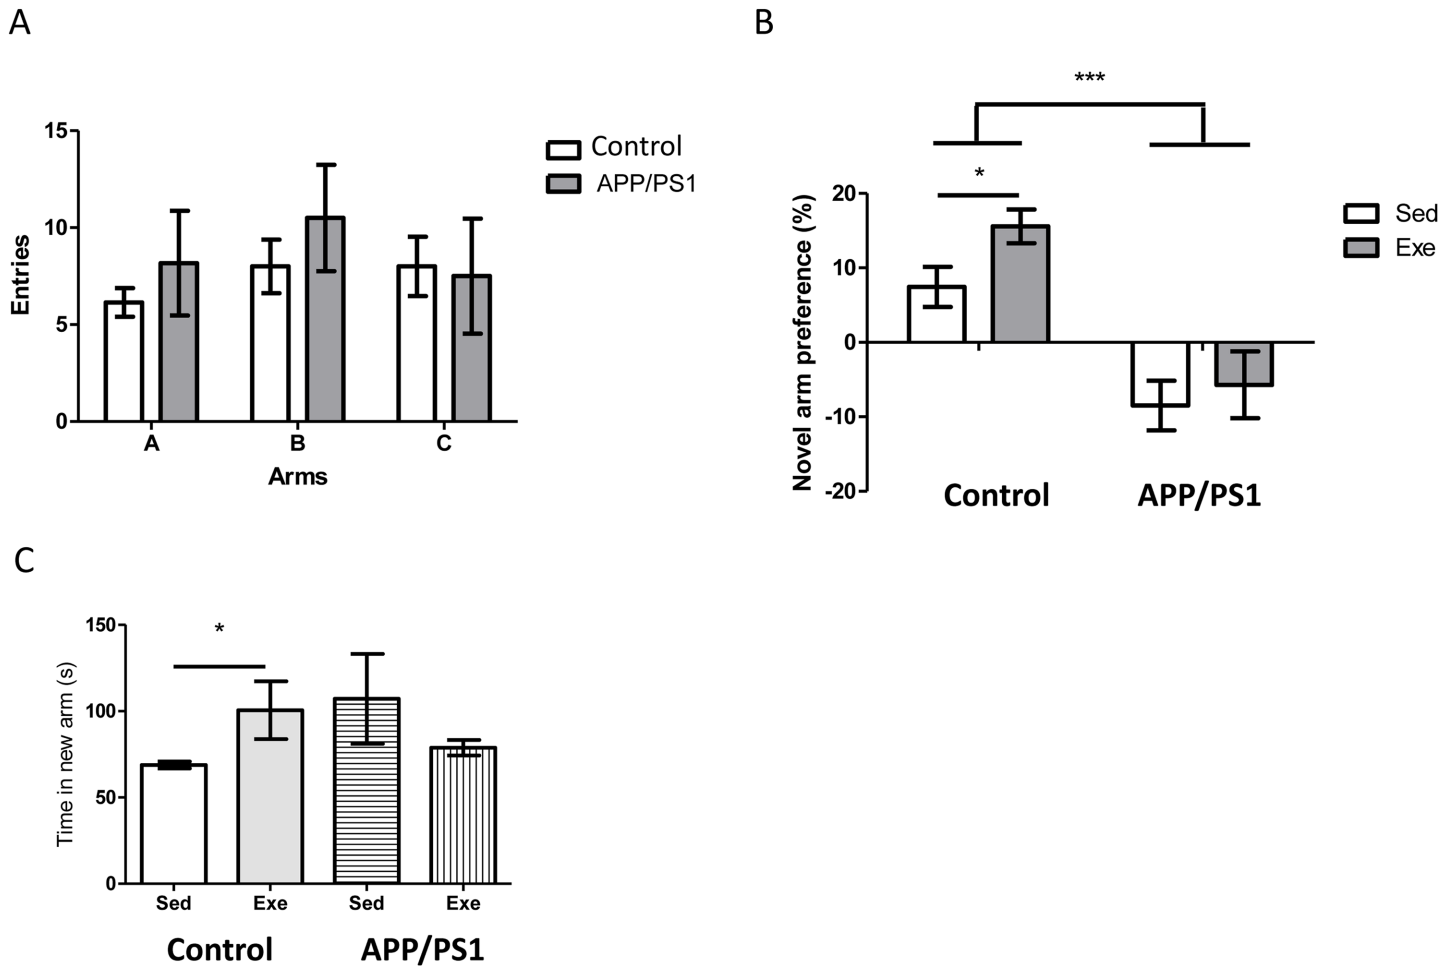 A
15
10
5
0
Entries
A B C
Arms
Control
APP/PS1
B
***
*
20
10
0
-10
-20
Novel arm preference (%)
Control APP/PS1
Sed
Exe
C
*
150
100
50
0
Time in new arm (s)
Sed Exe Sed Exe
Control APP/PS1